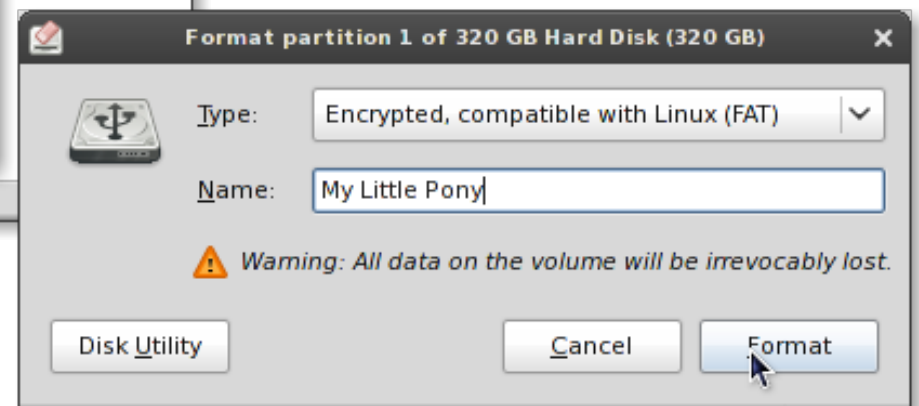 Format partition 1 of 320 GB Hard Disk (320 GB)
Type: Encrypted, compatible with Linux (FAT)
Name: My Little Pony
Warning: All data on the volume will be irrevocably lost.
Disk Utility Cancel Format